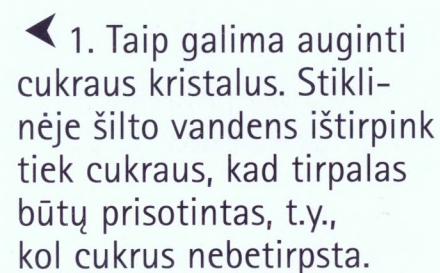 1. Taip galima auginti
cukraus kristalus. Stikli-
nėje šilto vandens ištirpink
tiek cukraus, kad tirpalas
būtų prisotintas, t.y.,
kol cukrus nebetirpsta.